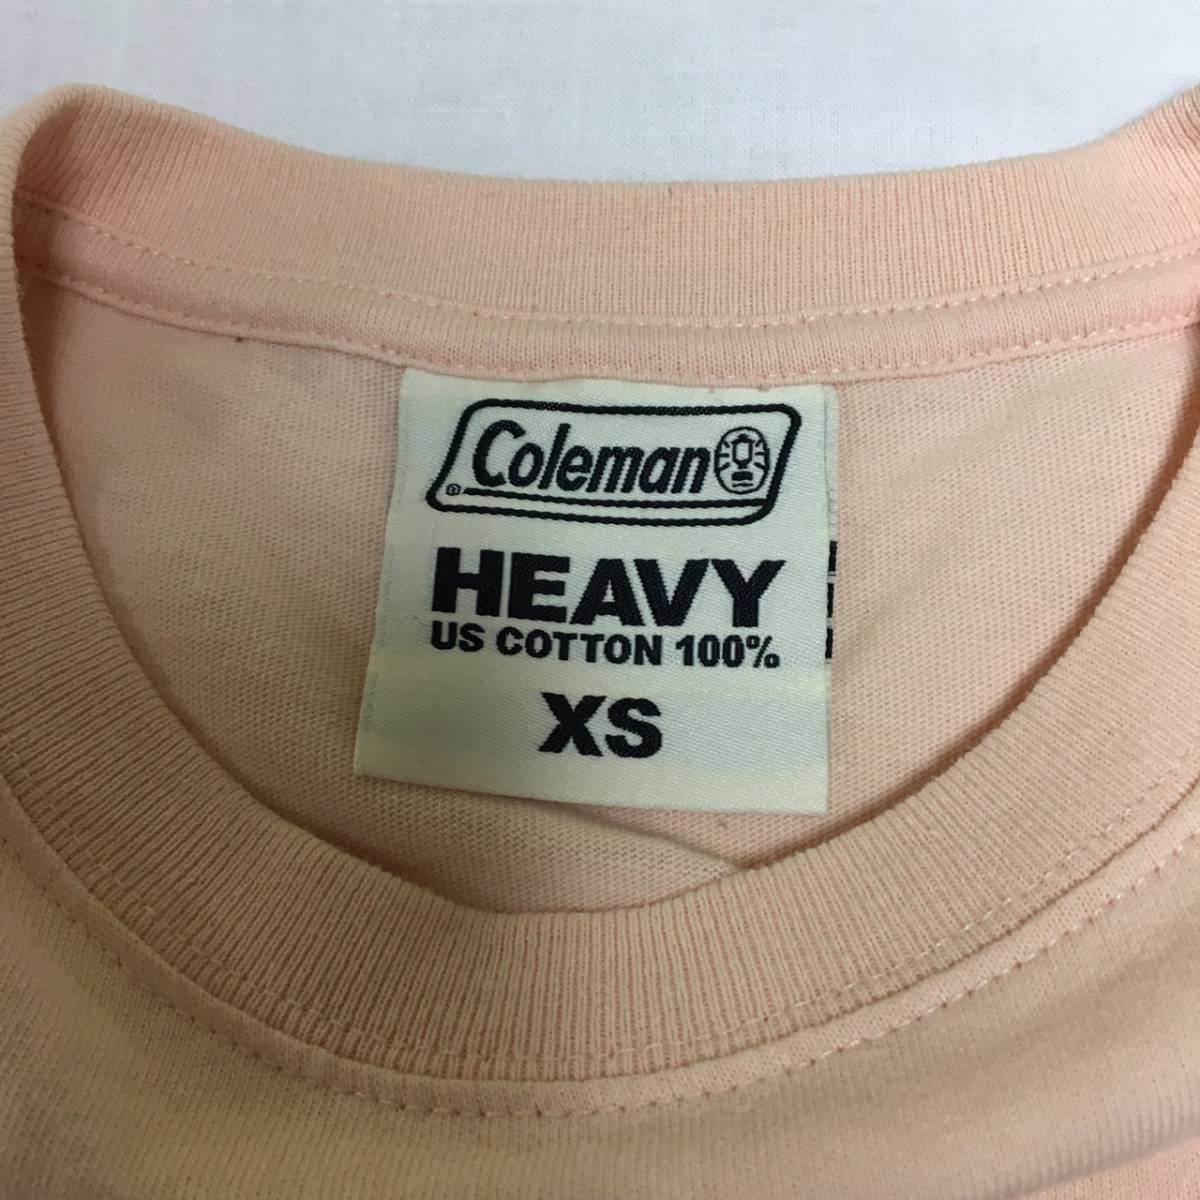 Coleman
HEAVY
US COTTON 100%
XS